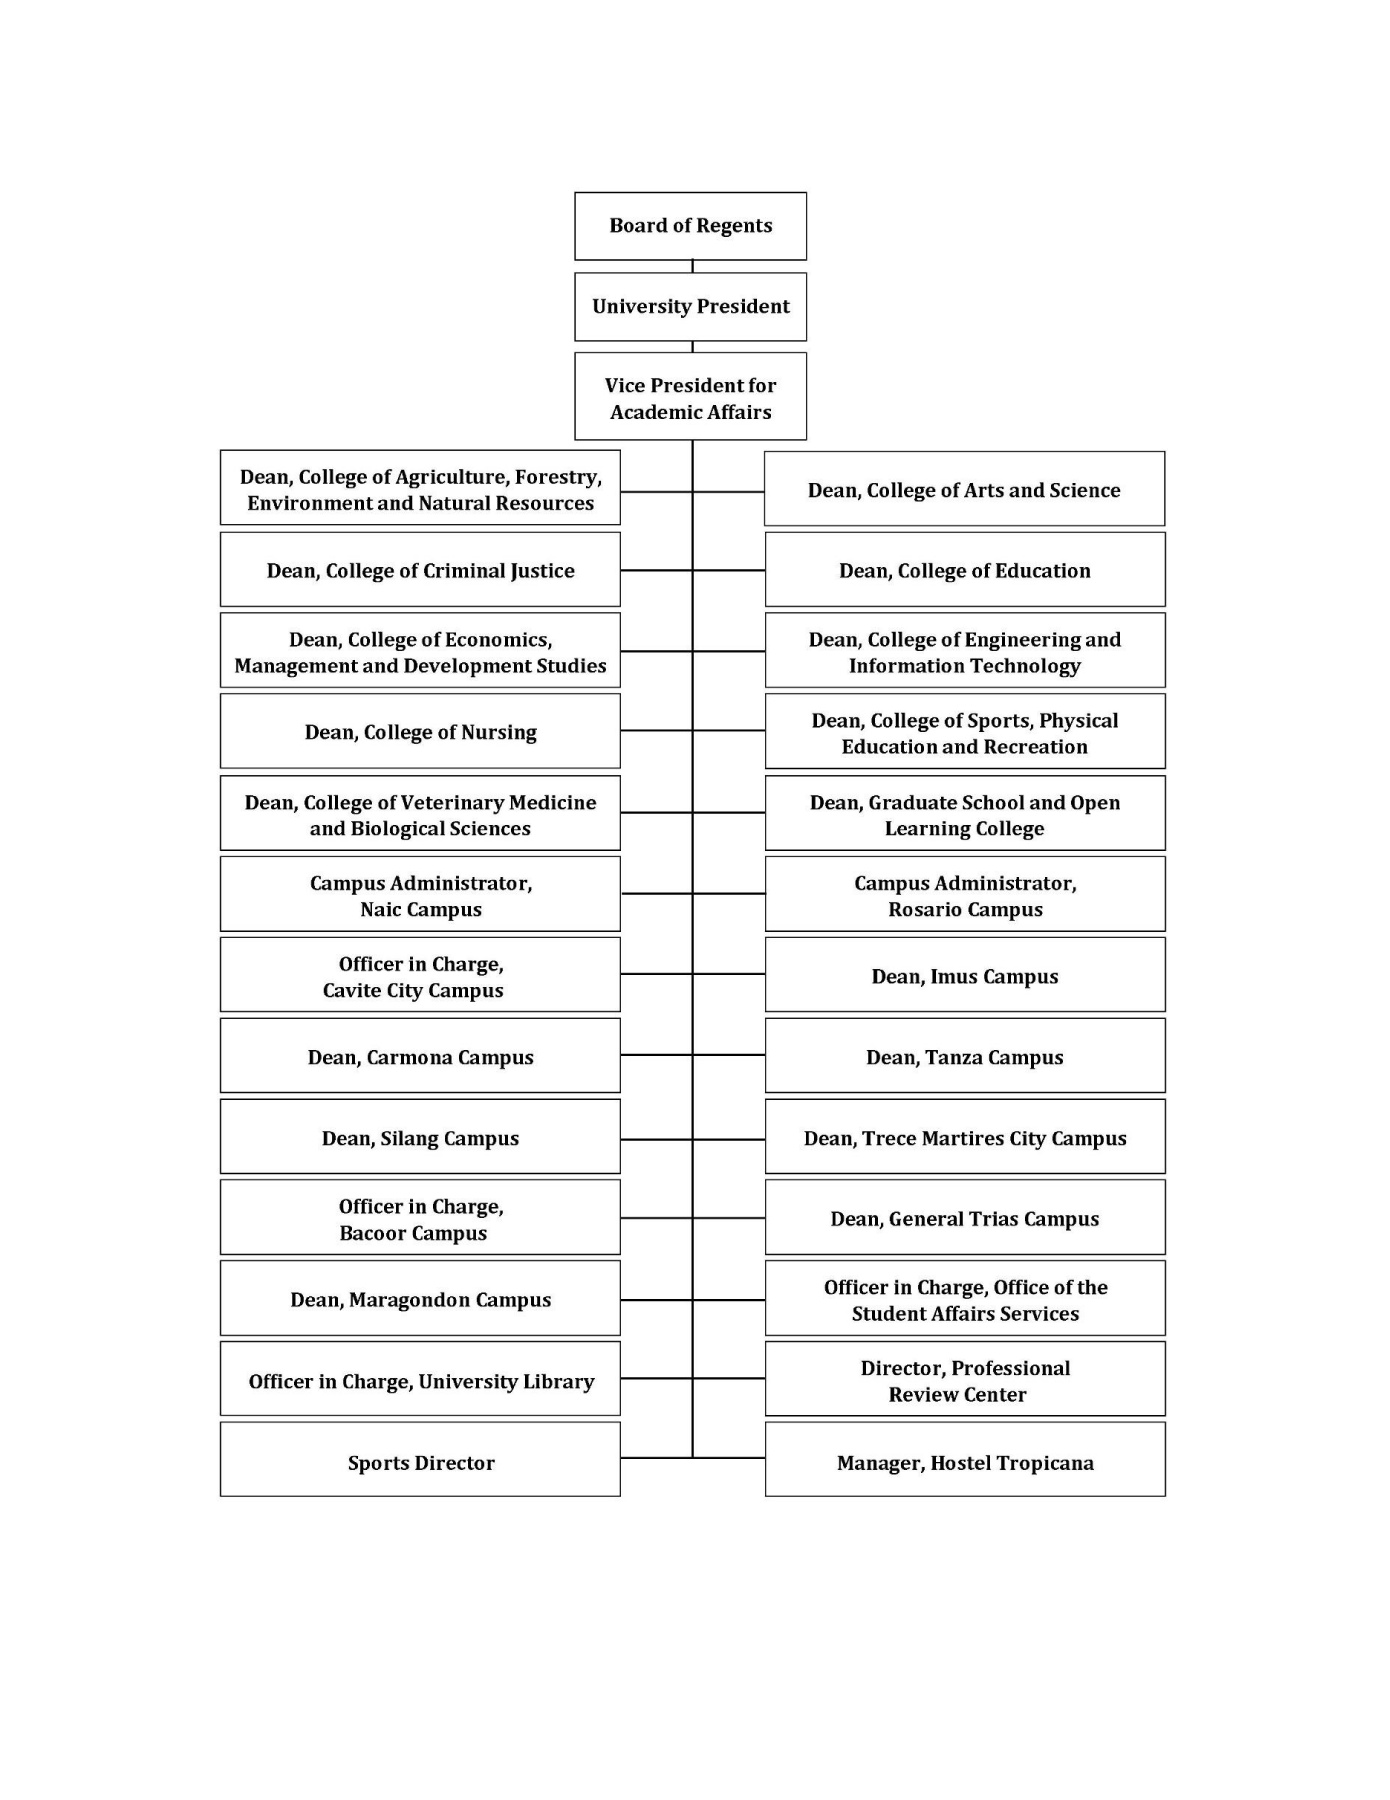 Board of Regents
University President
Vice President for
Academic Affairs
Dean, College of Agriculture, Forestry,
Environment and Natural Resources
Dean, College of Arts and Science
Dean, College of Criminal Justice
Dean, College of Education
Dean, College of Economics,
Management and Development Studies
Dean, College of Engineering and
Information Technology
Dean, College of Nursing
Dean, College of Sports, Physical
Education and Recreation
Dean, College of Veterinary Medicine
and Biological Sciences
Dean, Graduate School and Open
Learning College
Campus Administrator,
Naic Campus
Campus Administrator,
Rosario Campus
Officer in Charge,
Cavite City Campus
Dean, Imus Campus
Dean, Carmona Campus
Dean, Tanza Campus
Dean, Silang Campus
Dean, Trece Martires City Campus
Officer in Charge,
Bacoor Campus
Dean, General Trias Campus
Dean, Maragondon Campus
Officer in Charge, Office of the
Student Affairs Services
Officer in Charge, University Library
Director, Professional
Review Center
Sports Director
Manager, Hostel Tropicana